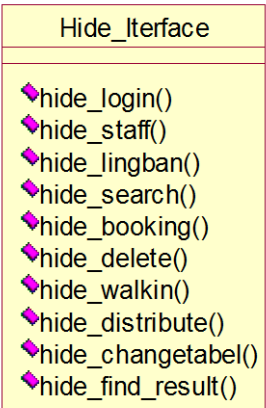 Hide_Iterface
hide_login()
hide_staff()
hide_lingban()
hide_search()
hide_booking()
hide_delete()
hide_walkin()
hide_distribute()
hide_changetabel()
hide_find_result()